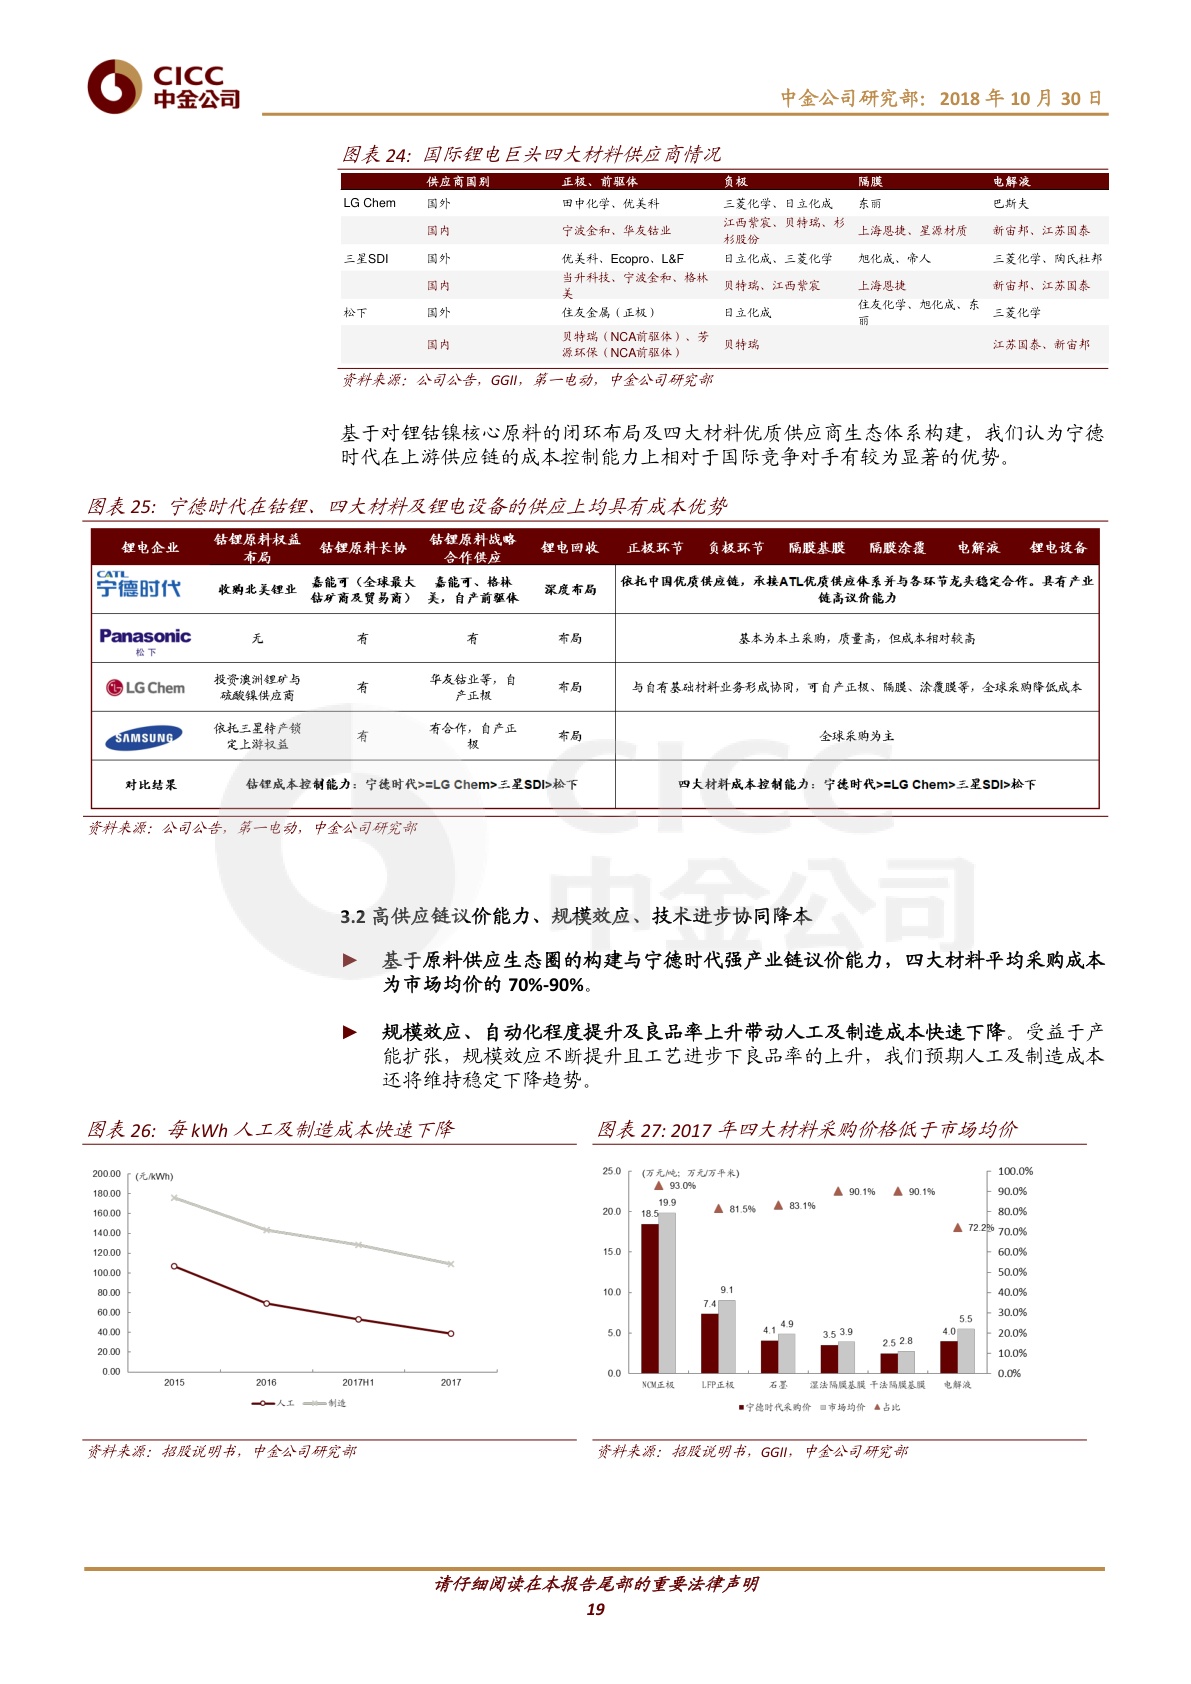 CICC
中金公司
中金公司研究部：2018 年 10 月 30 日
图表 24：国际锂电巨头四大材料供应商情况
供应商国别 正极、前驱体 负极 隔膜 电解液
LG Chem 国外 田中化学、优美科 三菱化学、日立化成 东丽 巴斯夫
国内 宁波金和、华友钴业 江西紫宸、贝特瑞、杉杉股份 上海恩捷、星源材质 新宙邦、江苏国泰
三星SDI 国外 优美科、Ecopro、L&F 日立化成、三菱化学 旭化成、帝人 三菱化学、陶氏杜邦
国内 当升科技、宁波金和、格林美 贝特瑞、江西紫宸 上海恩捷 新宙邦、江苏国泰
松下 国外 住友金属（正极） 日立化成 住友化学、旭化成、东丽 三菱化学
国内 贝特瑞（NCA前驱体）、芳源环保（NCA前驱体） 贝特瑞 江苏国泰、新宙邦
资料来源：公司公告，GGII，第一电动，中金公司研究部
基于对锂钴镍核心原料的闭环布局及四大材料优质供应商生态体系构建，我们认为宁德
时代在上游供应链的成本控制能力上相对于国际竞争对手有较为显著的优势。
图表 25：宁德时代在钴锂、四大材料及锂电设备的供应上均具有成本优势
锂电企业 钴锂原料权益布局 钴锂原料长协 钴锂原料战略合作供应 锂电回收 正极环节 负极环节 隔膜基膜 隔膜涂覆 电解液 锂电设备
CATL 宁德时代 收购北美锂业 嘉能可（全球最大钴矿商及贸易商） 嘉能可、格林美，自产前驱体 深度布局 依托中国优质供应链，承接ATL优质供应体系并与各环节龙头稳定合作。具有产业链高议价能力
Panasonic 松下 无 有 有 布局 基本为本土采购，质量高，但成本相对较高
LG Chem 投资澳洲锂矿与硫酸镍供应商 有 华友钴业等，自产正极 布局 与自有基础材料业务形成协同，可自产正极、隔膜、涂覆膜等，全球采购降低成本
SAMSUNG 依托三星特产锁定上游权益 有 有合作，自产正极 布局 全球采购为主
对比结果 钴锂成本控制能力：宁德时代>=LG Chem>三星SDI>松下 四大材料成本控制能力：宁德时代>=LG Chem>三星SDI>松下
资料来源：公司公告，第一电动，中金公司研究部
CICC
中金公司
3.2 高供应链议价能力、规模效应、技术进步协同降本
► 基于原料供应生态圈的构建与宁德时代强产业链议价能力，四大材料平均采购成本
为市场均价的 70%-90%。
► 规模效应、自动化程度提升及良品率上升带动人工及制造成本快速下降。受益于产
能扩张，规模效应不断提升且工艺进步下良品率的上升，我们预期人工及制造成本
还将维持稳定下降趋势。
图表 26：每 kWh 人工及制造成本快速下降
(元/kWh)
200.00
180.00
160.00
140.00
120.00
100.00
80.00
60.00
40.00
20.00
0.00
2015 2016 2017H1 2017
人工 制造
资料来源：招股说明书，中金公司研究部
图表 27: 2017 年四大材料采购价格低于市场均价
(万元/吨；万元/万平米)
25.0
20.0
15.0
10.0
5.0
0.0
93.0% 81.5% 83.1% 90.1% 90.1% 72.2%
18.5 19.9 7.4 9.1 4.1 4.9 3.5 3.9 2.5 2.8 4.0 5.5
100.0%
90.0%
80.0%
70.0%
60.0%
50.0%
40.0%
30.0%
20.0%
10.0%
0.0%
NCM正极 LFP正极 石墨 湿法隔膜基膜 干法隔膜基膜 电解液
宁德时代采购价 市场均价 占比
资料来源：招股说明书，GGII，中金公司研究部
请仔细阅读在本报告尾部的重要法律声明
19